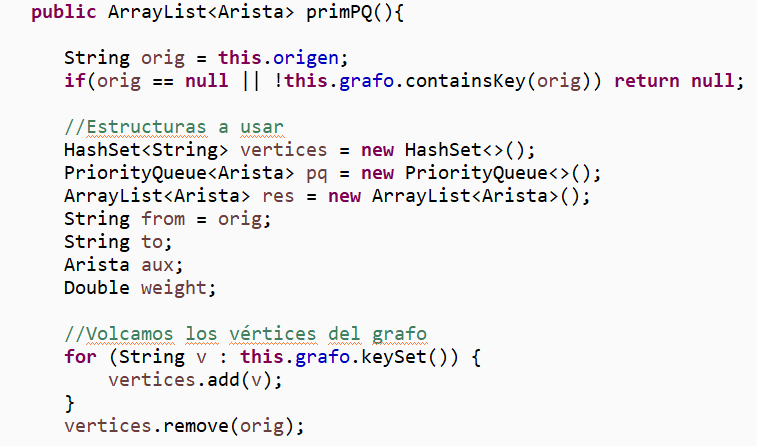 public ArrayList<Arista> primPQ(){
String orig = this.origen;
if(orig == null || !this.grafo.containsKey(orig)) return null;
//Estructuras a usar
HashSet<String> vertices = new HashSet<>();
PriorityQueue<Arista> pq = new PriorityQueue<>();
ArrayList<Arista> res = new ArrayList<Arista>();
String from = orig;
String to;
Arista aux;
Double weight;
//Volcamos los vértices del grafo
for (String v : this.grafo.keySet()) {
vertices.add(v);
}
vertices.remove(orig);